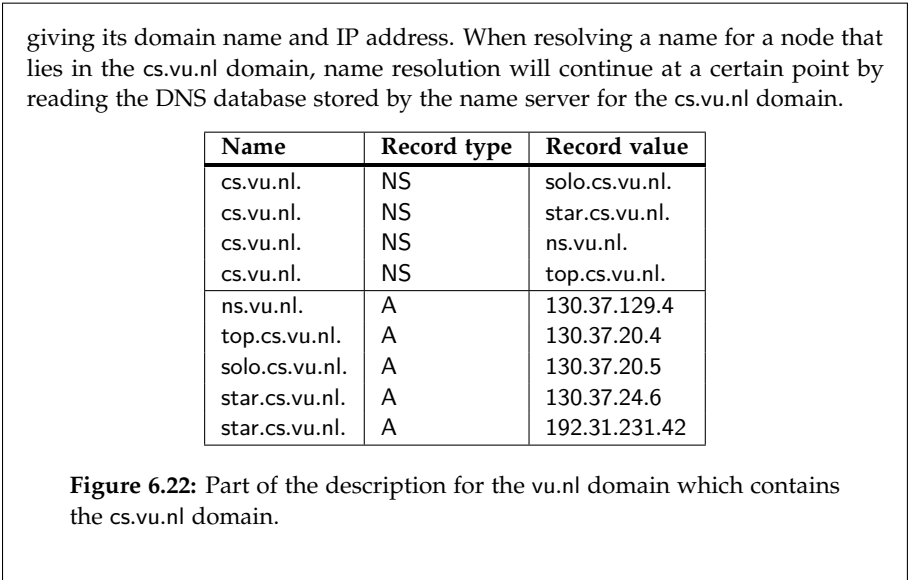 giving its domain name and IP address. When resolving a name for a node that
lies in the cs.vu.nl domain, name resolution will continue at a certain point by
reading the DNS database stored by the name server for the cs.vu.nl domain.
Name Record type Record value
cs.vu.nl. NS solo.cs.vu.nl.
cs.vu.nl. NS star.cs.vu.nl.
cs.vu.nl. NS ns.vu.nl.
cs.vu.nl. NS top.cs.vu.nl.
ns.vu.nl. A 130.37.129.4
top.cs.vu.nl. A 130.37.20.4
solo.cs.vu.nl. A 130.37.20.5
star.cs.vu.nl. A 130.37.24.6
star.cs.vu.nl. A 192.31.231.42
Figure 6.22: Part of the description for the vu.nl domain which contains
the cs.vu.nl domain.